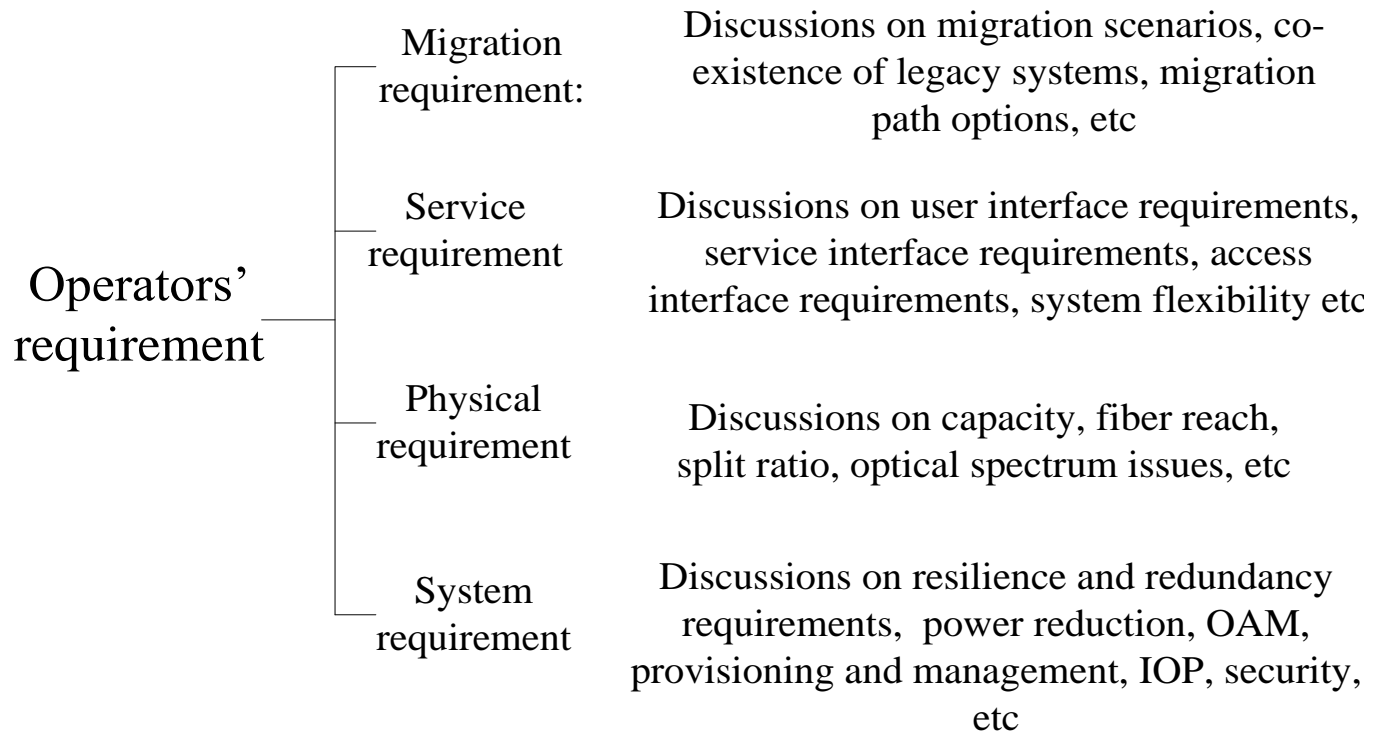 Operators’
requirement
Migration
requirement:
Discussions on migration scenarios, co-
existence of legacy systems, migration
path options, etc
Service
requirement
Discussions on user interface requirements,
service interface requirements, access
interface requirements, system flexibility etc
Physical
requirement
Discussions on capacity, fiber reach,
split ratio, optical spectrum issues, etc
System
requirement
Discussions on resilience and redundancy
requirements,  power reduction, OAM,
provisioning and management, IOP, security,
etc